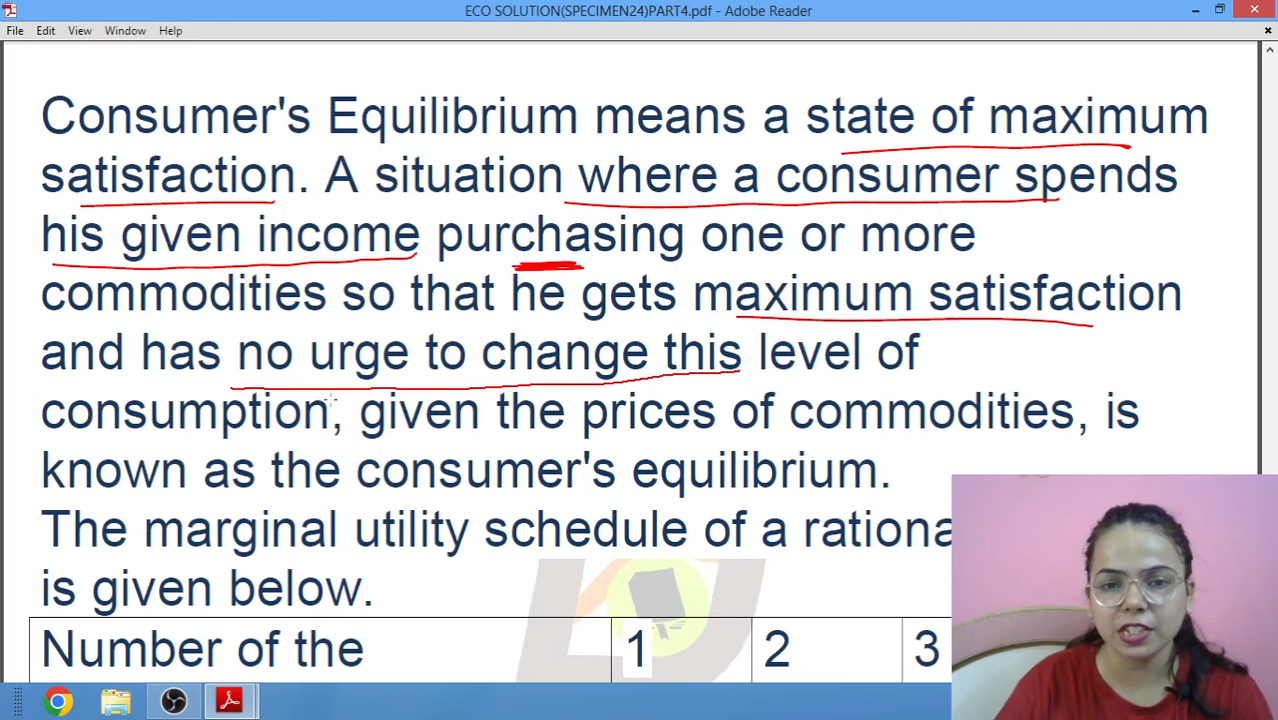 ECO SOLUTION(SPECIMEN24)PART4.pdf - Adobe Reader
File Edit View Window Help
Consumer's Equilibrium means a state of maximum
satisfaction. A situation where a consumer spends
his given income purchasing one or more
commodities so that he gets maximum satisfaction
and has no urge to change this level of
consumption, given the prices of commodities, is
known as the consumer's equilibrium.
The marginal utility schedule of a rationa
is given below.
Number of the 1 2 3